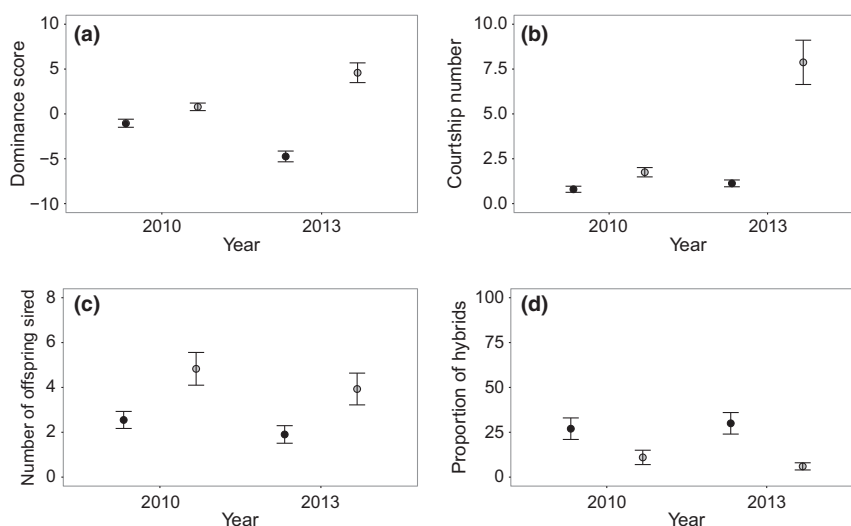 (a)
Dominance score
10
5
0
−5
−10
2010 2013
Year
(b)
Courtship number
10.0
7.5
5.0
2.5
0.0
2010 2013
Year
(c)
Number of offspring sired
8
6
4
2
0
2010 2013
Year
(d)
Proportion of hybrids
100
75
50
25
0
2010 2013
Year